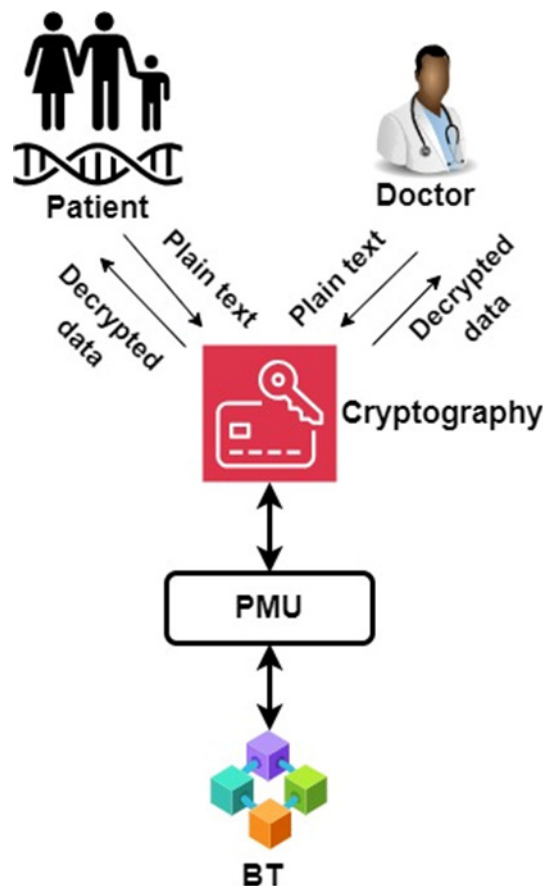 Patient
Doctor
Plain text
Decrypted
data
Plain text
Decrypted
data
Cryptography
PMU
BT